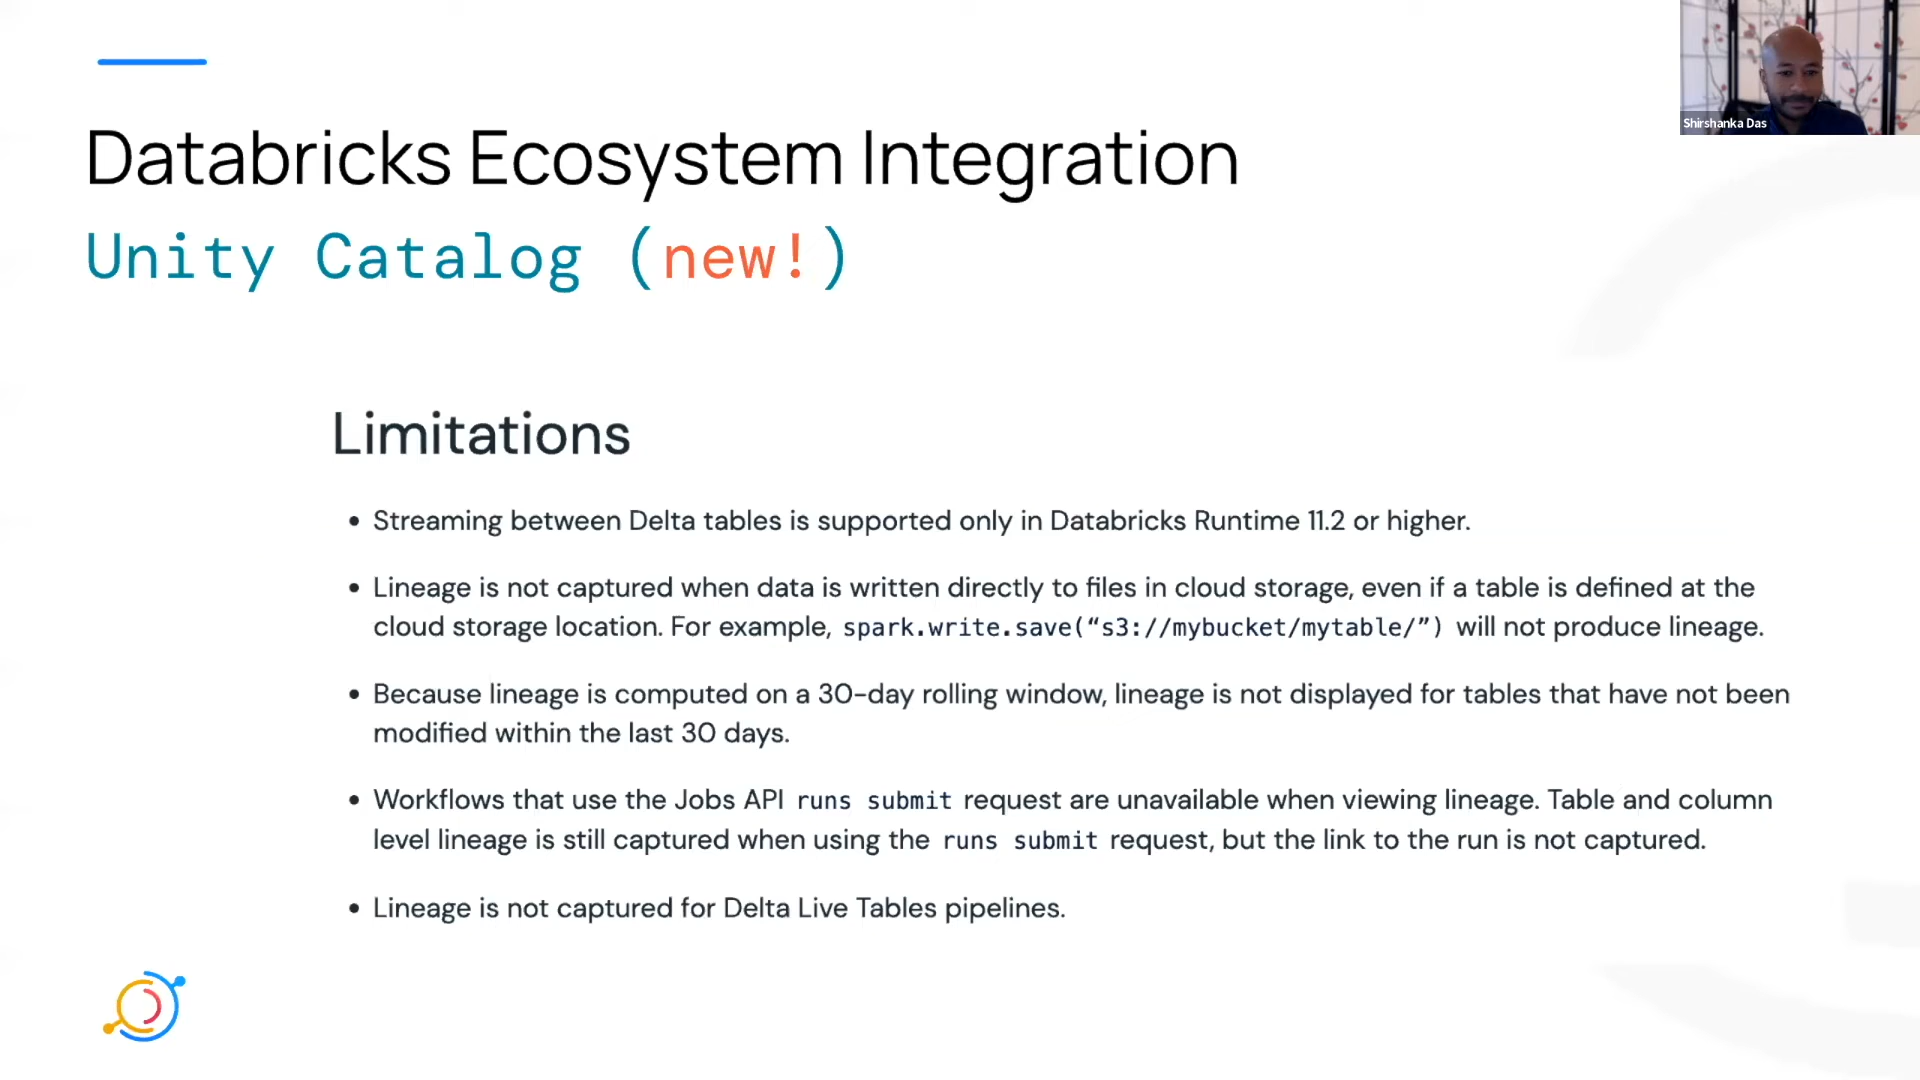 Databricks Ecosystem Integration
Unity Catalog (new!)
Shirshanka Das
Limitations
• Streaming between Delta tables is supported only in Databricks Runtime 11.2 or higher.
• Lineage is not captured when data is written directly to files in cloud storage, even if a table is defined at the
cloud storage location. For example, spark.write.save(“s3://mybucket/mytable/”) will not produce lineage.
• Because lineage is computed on a 30-day rolling window, lineage is not displayed for tables that have not been
modified within the last 30 days.
• Workflows that use the Jobs API runs submit request are unavailable when viewing lineage. Table and column
level lineage is still captured when using the runs submit request, but the link to the run is not captured.
• Lineage is not captured for Delta Live Tables pipelines.